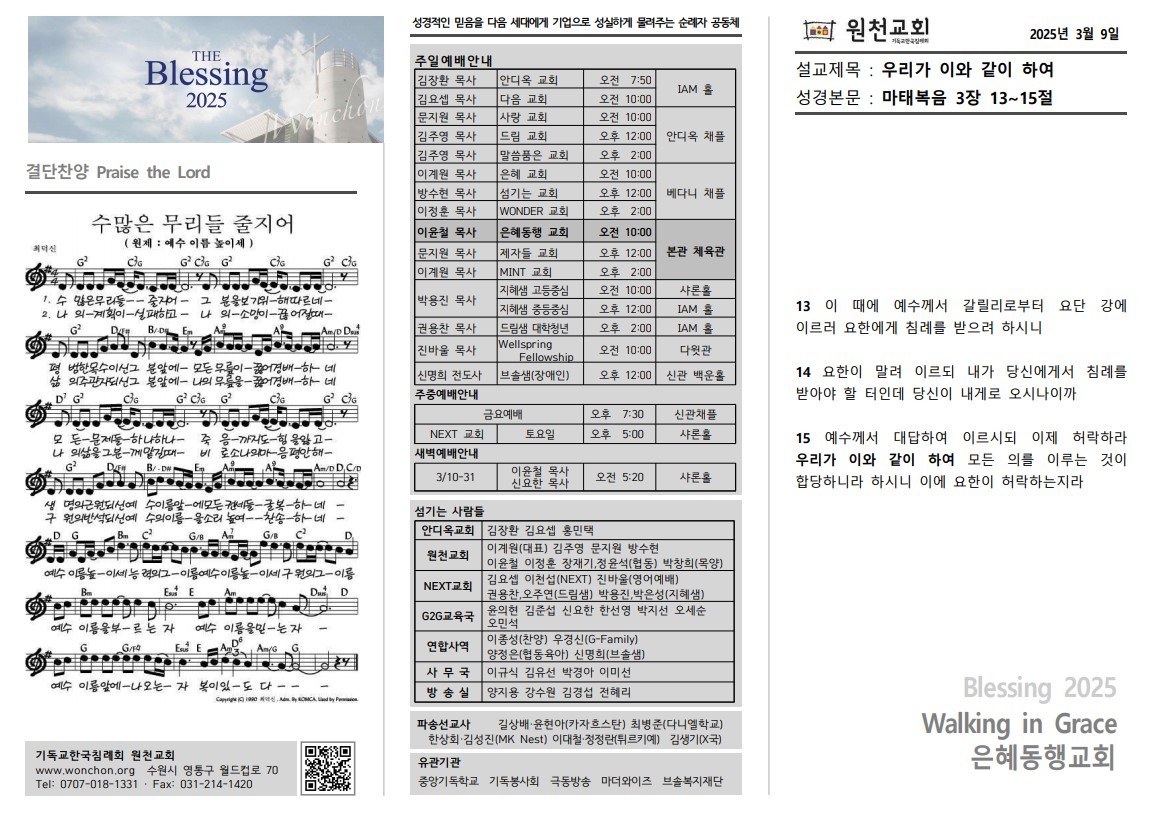 THE
Blessing
2025
Wonchon
결단찬양 Praise the Lord
수많은 무리들 줄지어
( 원제 : 예수 이름 높이세 )
최덕신
1. 수 많은무리들- - 줄지어- 그 분을보기위-해따르네-
2. 나 의-계획이-실패하고- 나 의-소망이-끊어질때-
평 범한목수이신그 본앞에- 모든무릎이-꿇어경배-하- 네
삶 의주관자되신그 본앞에- 나의무릎을-꿇어경배-하- 네
모 든-문제들-하나하나- 죽 음-까지도-힘을잃고-
나 의삶을그분-께맡길때- 비 로소나의마-음평안해-
생 명의근원되신예 수이름앞-에모든권세들-굴복-하-네 -
구 원의반석되신예 수의이름-을소리높여--찬송-하-네 -
예수 이름높-이세능력의그-이름예수이름높-이세구원의그-이름
예수 이름을부-르는자 예수 이름을믿-는자 -
예수 이름앞에-나오는-자 복이있-도다-- - -
Copyright (C) 1990 최덕신. Adm. By KOMCA. Used by Permission.
기독교한국침례회 원천교회
www.wonchon.org 수원시 영통구 월드컵로 70
Tel: 0707-018-1331 · Fax: 031-214-1420
성경적인 믿음을 다음 세대에게 기업으로 성실하게 물려주는 순례자 공동체
주일예배안내
김장환 목사 안디옥 교회 오전 7:50 IAM 홀
김요셉 목사 다음 교회 오전 10:00
문지원 목사 사랑 교회 오전 10:00 안디옥 채플
김주영 목사 드림 교회 오후 12:00
김주영 목사 말씀품은 교회 오후 2:00
이계원 목사 은혜 교회 오전 10:00 베다니 채플
방수현 목사 섬기는 교회 오후 12:00
이정훈 목사 WONDER 교회 오후 2:00
이윤철 목사 은혜동행 교회 오전 10:00 본관 체육관
문지원 목사 제자들 교회 오후 12:00
이계원 목사 MINT 교회 오후 2:00
박용진 목사 지혜샘 고등중심 오전 10:00 샤론홀
지혜샘 중등중심 오후 12:00 IAM 홀
권용찬 목사 드림샘 대학청년 오후 2:00 IAM 홀
진바울 목사 Wellspring Fellowship 오전 10:00 다윗관
신명희 전도사 브솔샘(장애인) 오후 12:00 신관 백운홀
주중예배안내
금요예배 오후 7:30 신관채플
NEXT 교회 토요일 오후 5:00 샤론홀
새벽예배안내
3/10-31 이윤철 목사 신요한 목사 오전 5:20 샤론홀
섬기는 사람들
안디옥교회 김장환 김요셉 홍민택
원천교회 이계원(대표) 김주영 문지원 방수현
이윤철 이정훈 장재기,정윤석(협동) 박창희(목양)
NEXT교회 김요셉 이천섭(NEXT) 진바울(영어예배)
권용찬,오주연(드림샘) 박용진,박은성(지혜샘)
G2G교육국 윤의현 김준섭 신요한 한선영 박지선 오세순
오민석
연합사역 이종성(찬양) 우경신(G-Family)
양정은(협동육아) 신명희(브솔샘)
사 무 국 이규식 김유선 박경아 이미선
방 송 실 양지용 강수원 김경섭 전혜리
파송선교사 길상배·윤현아(카자흐스탄) 최병준(다니엘학교)
한상희·김성진(MK Nest) 이대철·정정란(튀르키예) 김생기(X국)
유관기관
중앙기독학교 기독봉사회 극동방송 마더와이즈 브솔복지재단
원천교회
기독교한국침례회
2025년 3월 9일
설교제목 : 우리가 이와 같이 하여
성경본문 : 마태복음 3장 13~15절
13 이 때에 예수께서 갈릴리로부터 요단 강에
이르러 요한에게 침례를 받으려 하시니
14 요한이 말려 이르되 내가 당신에게서 침례를
받아야 할 터인데 당신이 내게로 오시나이까
15 예수께서 대답하여 이르시되 이제 허락하라
우리가 이와 같이 하여 모든 의를 이루는 것이
합당하니라 하시니 이에 요한이 허락하는지라
Blessing 2025
Walking in Grace
은혜동행교회